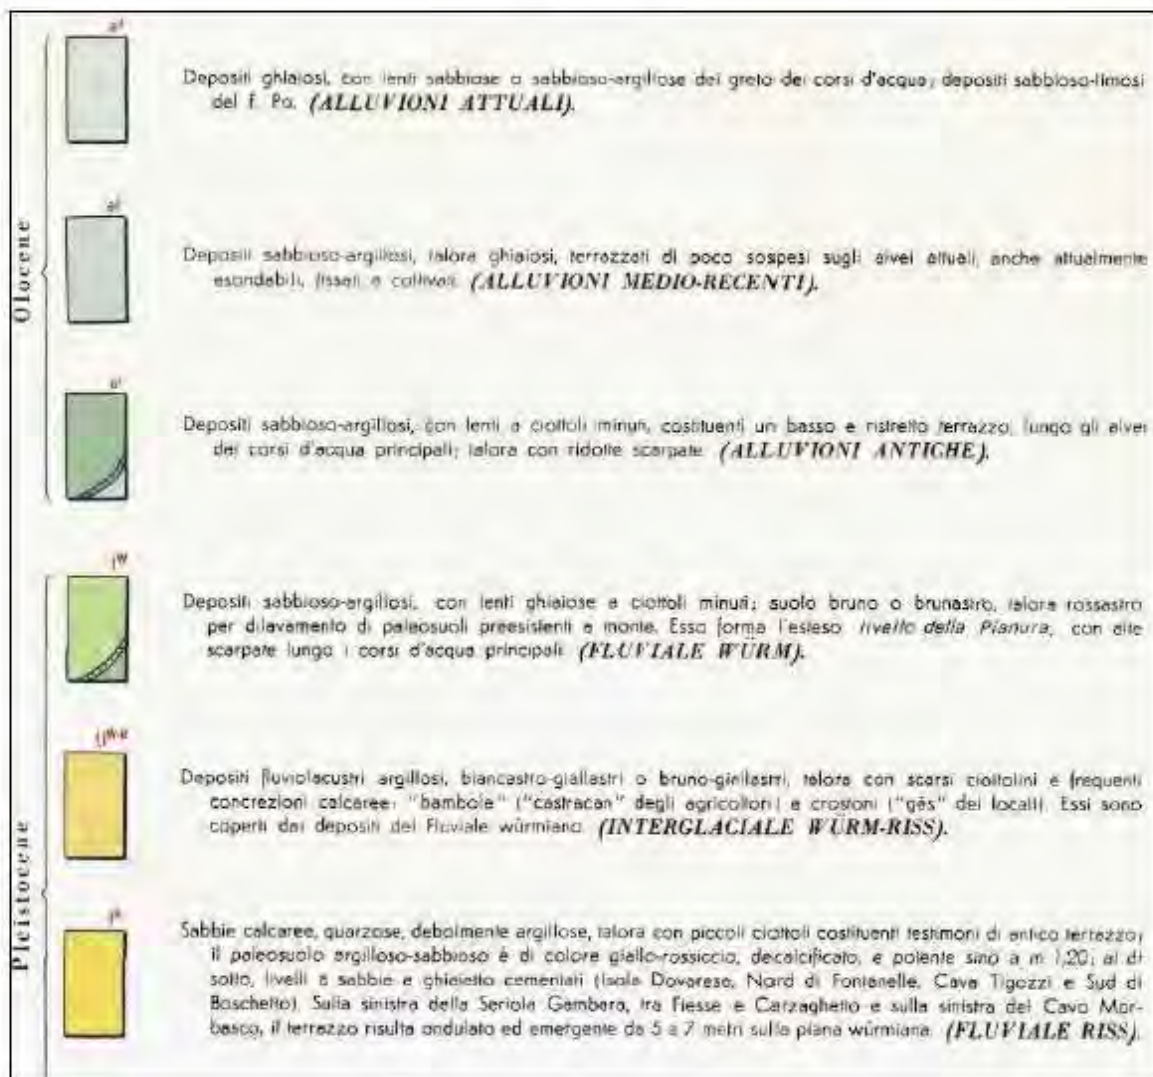 Olocene
Depositi ghiaiosi, con lenti sabbiose o sabbioso-argillose del greto dei corsi d'acqua; depositi sabbioso-limosi
del f. Po. (ALLUVIONI ATTUALI).
Depositi sabbioso-argillosi, talora ghiaiosi, terrazzati di poco sospesi sugli alvei attuali, anche attualmente
esondabili, fissati e coltivati. (ALLUVIONI MEDIO-RECENTI).
Depositi sabbioso-argillosi, con lenti a ciottoli minuti, costituenti un basso e ristretto terrazzo, lungo gli alvei
dei corsi d'acqua principali; talora con ridotte scarpate. (ALLUVIONI ANTICHE).
Pleistocene
Depositi sabbioso-argillosi, con lenti ghiaiose a ciottoli minuti; suolo bruno o brunastro, talora rossastro
per dilavamento di paleosuoli preesistenti a monte. Esso forma l'esteso livello della Pianura, con alte
scarpate lungo i corsi d'acqua principali. (FLUVIALE WÜRM).
Depositi fluviolacustri argillosi, biancastro-giallastri o bruno-giallastri, talora con scarsi ciottolini e frequenti
concrezioni calcaree: "bambole" ("castracan" degli agricoltori) e crostoni ("gés" dei locali). Essi sono
coperti dai depositi del Fluviale würmiano. (INTERGLACIALE WÜRM-RISS).
Sabbie calcaree, quarzose, debolmente argillose, talora con piccoli ciottoli costituenti testimoni di antico terrazzo;
il paleosuolo argilloso-sabbioso è di colore giallo-rossiccio, decalcificato, e potente sino a m 1,20; al di
sotto, livelli a sabbie e ghiaietto cementati (Isola Dovarese, Nord di Fontanelle, Cava Tigozzi e Sud di
Boschetto). Sulla sinistra della Seriola Gambara, tra Fiesse e Carzaghetto e sulla sinistra del Cavo Mor-
basco, il terrazzo risulta ondulato ed emergente da 5 a 7 metri sulla piana würmiana. (FLUVIALE RISS).